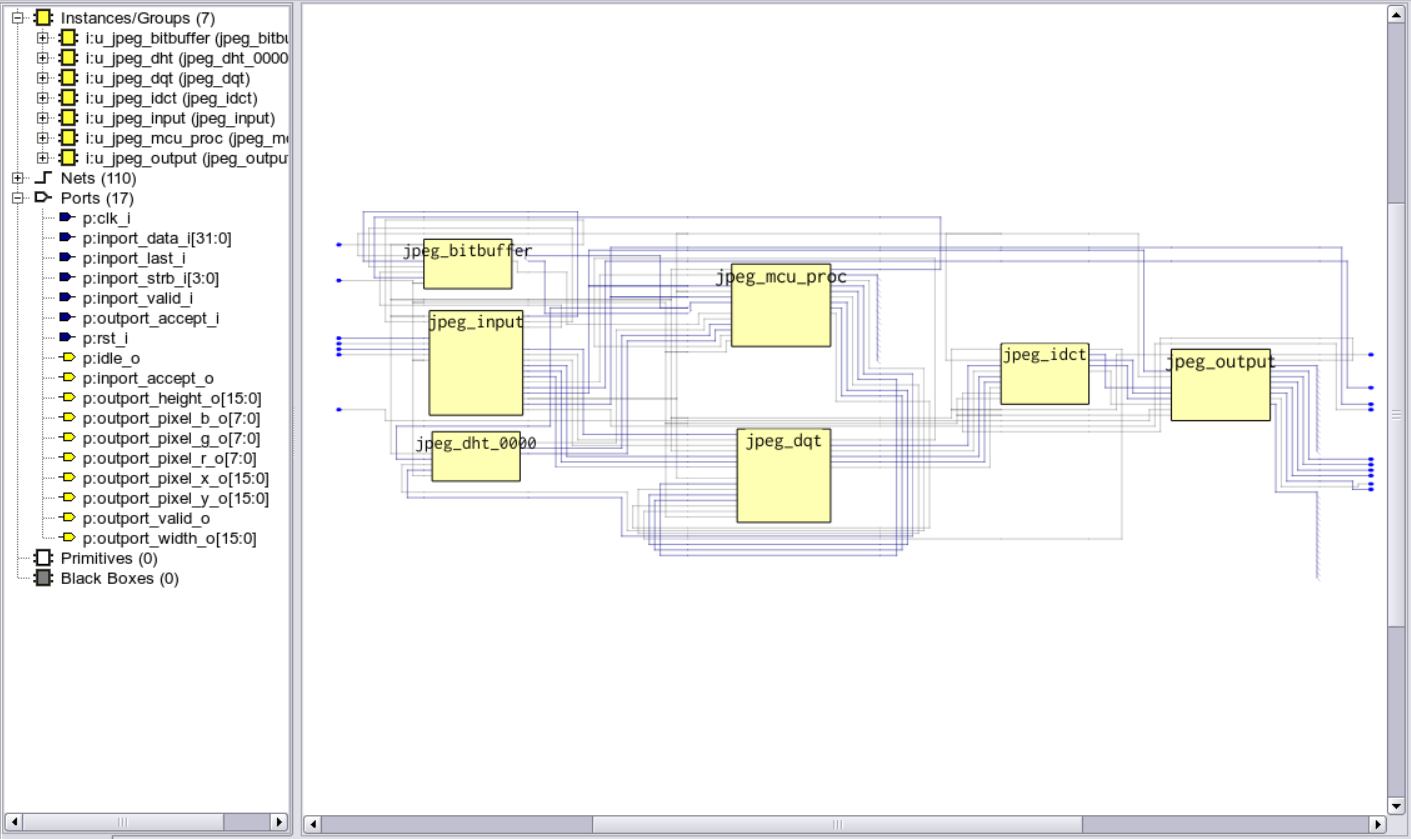 Instances/Groups (7)
i:u_jpeg_bitbuffer (jpeg_bitbu
i:u_jpeg_dht (jpeg_dht_0000
i:u_jpeg_dqt (jpeg_dqt)
i:u_jpeg_idct (jpeg_idct)
i:u_jpeg_input (jpeg_input)
i:u_jpeg_mcu_proc (jpeg_m
i:u_jpeg_output (jpeg_outpu
Nets (110)
Ports (17)
p:clk_i
p:inport_data_i[31:0]
p:inport_last_i
p:inport_strb_i[3:0]
p:inport_valid_i
p:outport_accept_i
p:rst_i
p:idle_o
p:inport_accept_o
p:outport_height_o[15:0]
p:outport_pixel_b_o[7:0]
p:outport_pixel_g_o[7:0]
p:outport_pixel_r_o[7:0]
p:outport_pixel_x_o[15:0]
p:outport_pixel_y_o[15:0]
p:outport_valid_o
p:outport_width_o[15:0]
Primitives (0)
Black Boxes (0)
jpeg_bitbuffer
jpeg_mcu_proc
jpeg_input
jpeg_idct
jpeg_output
jpeg_dht_0000
jpeg_dqt